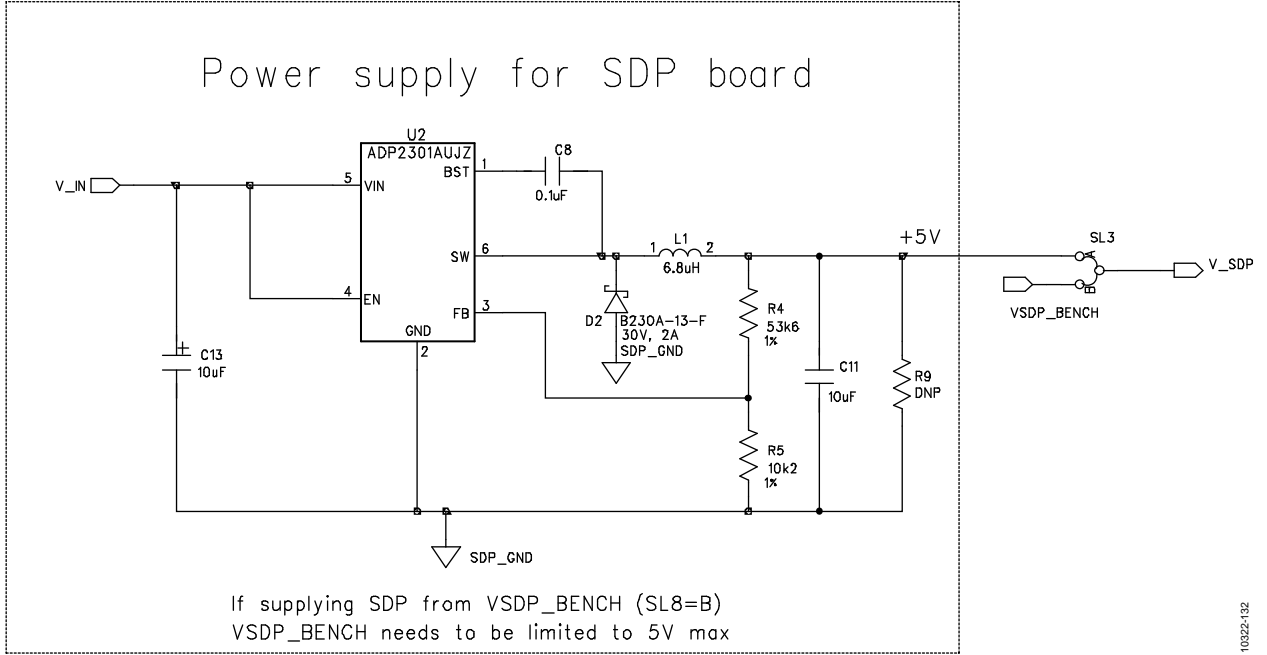 Power supply for SDP board
U2
ADP2301AUJZ
V_IN
5
VIN
BST
1
C8
0.1uF
SW
6
1
L1
2
6.8uH
+5V
SL3
A
B
V_SDP
VSDP_BENCH
4
EN
FB
3
GND
2
D2
B230A-13-F
30V, 2A
SDP_GND
R4
53k6
1%
C13
10uF
+
C11
10uF
R9
DNP
R5
10k2
1%
SDP_GND
If supplying SDP from VSDP_BENCH (SL8=B)
VSDP_BENCH needs to be limited to 5V max
10322-132